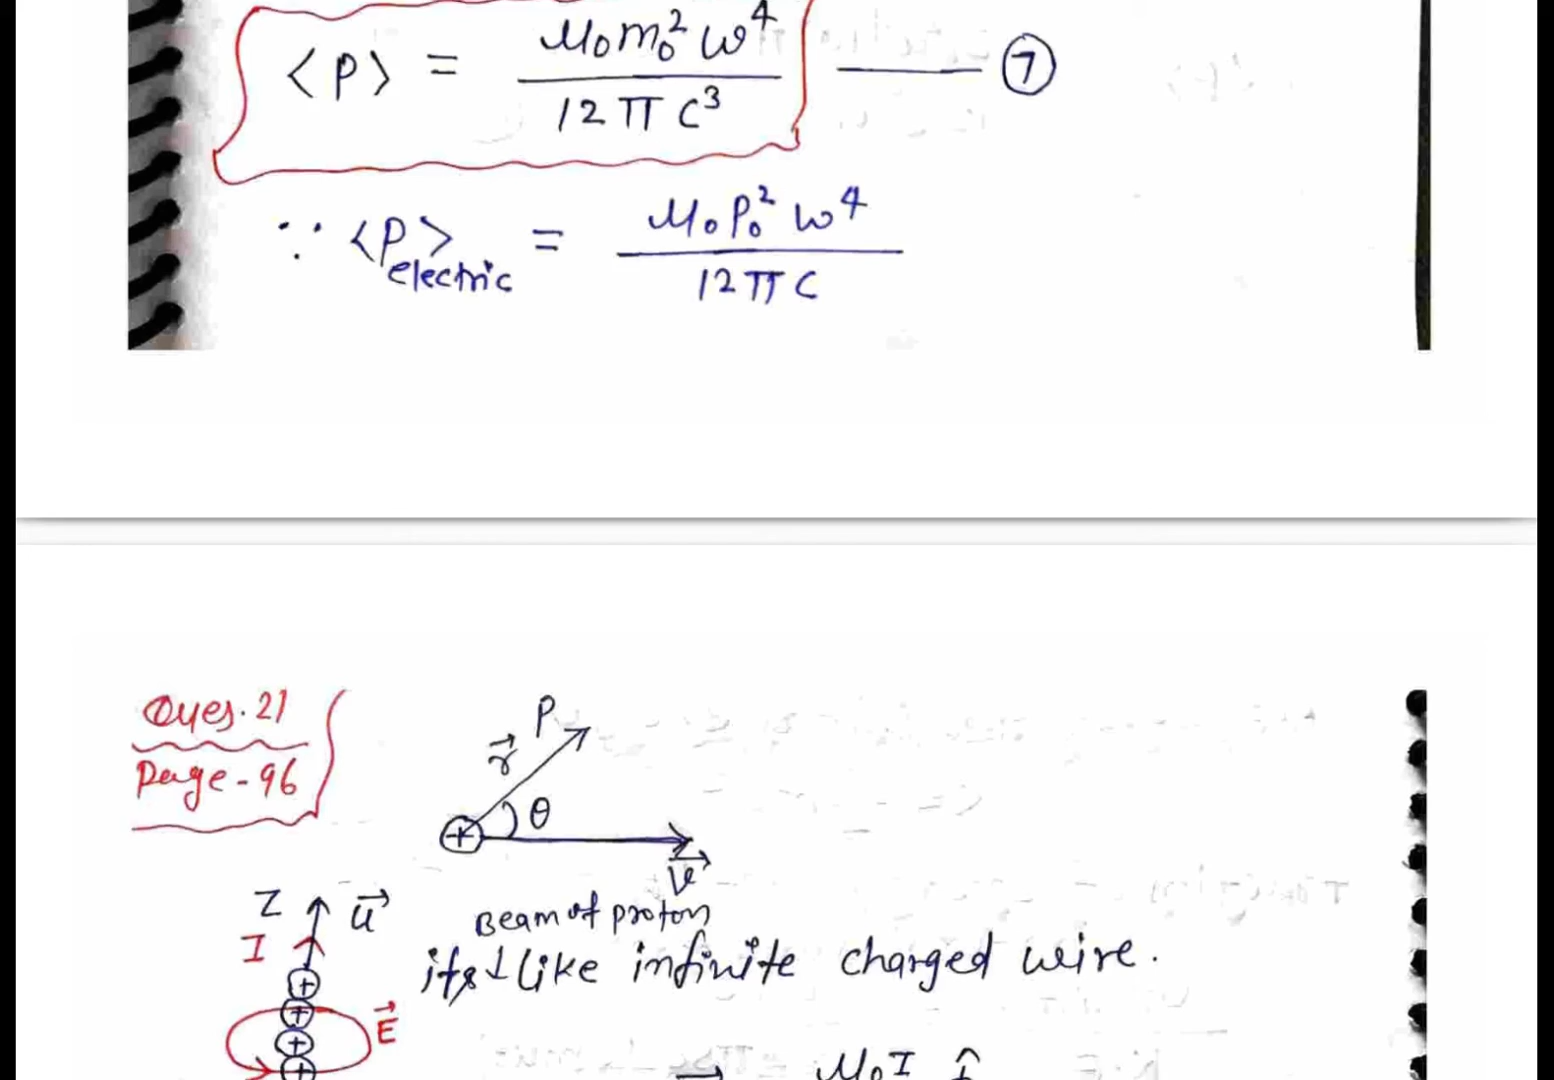 <P> = μ₀m₀²ω⁴ / 12πc³ —— ⑦
∵ <P>electric = μ₀P₀²ω⁴ / 12πc
Ques. 21
Page - 96
P
r⃗
θ
+
v⃗
Z u⃗
I
Beam of proton
its like infinite charged wire.
+
+
E⃗
+
+
μ₀I